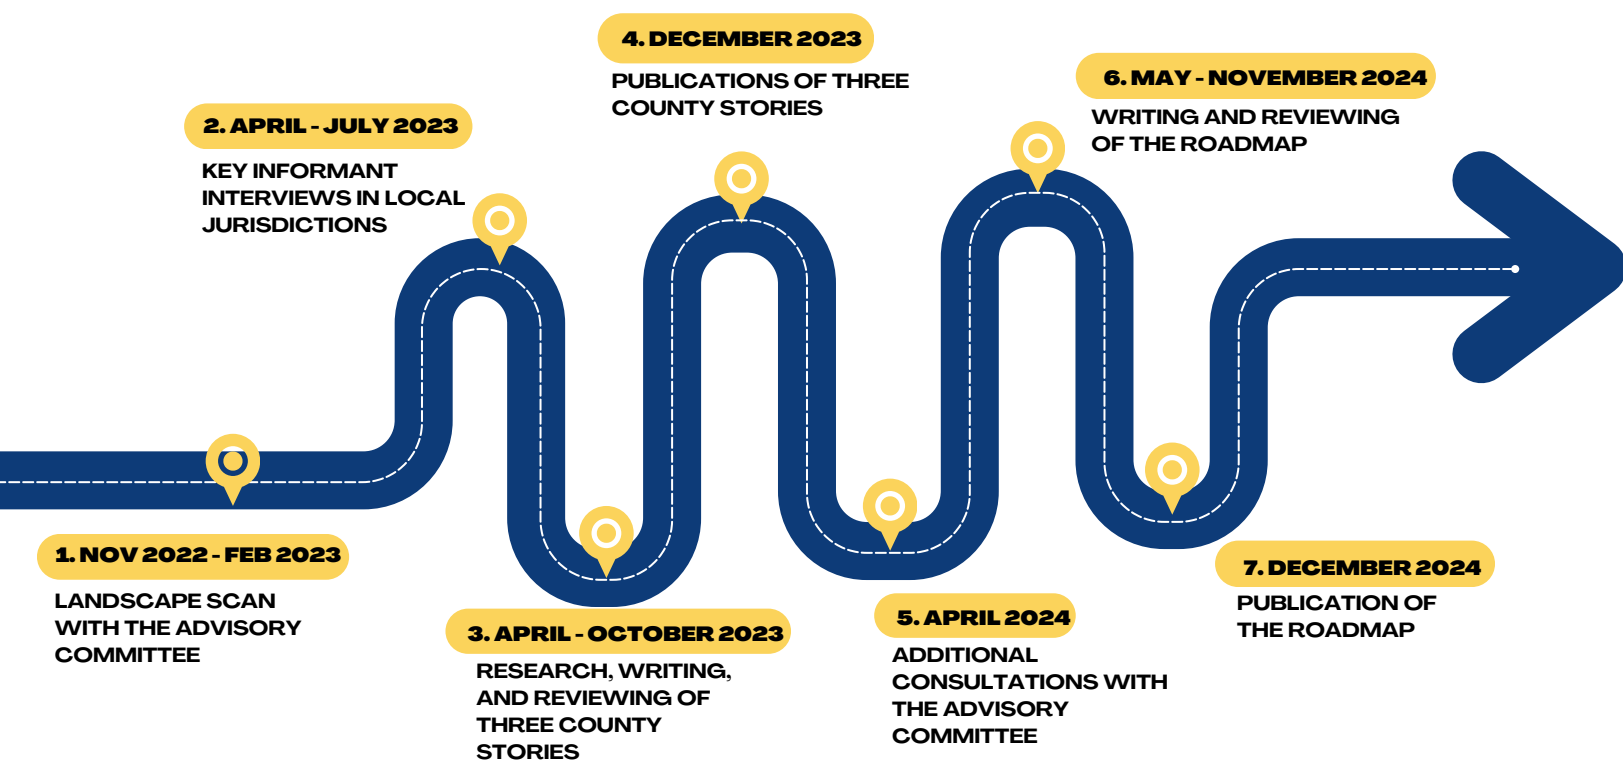 1. NOV 2022 - FEB 2023
LANDSCAPE SCAN
WITH THE ADVISORY
COMMITTEE
2. APRIL - JULY 2023
KEY INFORMANT
INTERVIEWS IN LOCAL
JURISDICTIONS
3. APRIL - OCTOBER 2023
RESEARCH, WRITING,
AND REVIEWING OF
THREE COUNTY
STORIES
4. DECEMBER 2023
PUBLICATIONS OF THREE
COUNTY STORIES
5. APRIL 2024
ADDITIONAL
CONSULTATIONS WITH
THE ADVISORY
COMMITTEE
6. MAY - NOVEMBER 2024
WRITING AND REVIEWING
OF THE ROADMAP
7. DECEMBER 2024
PUBLICATION OF
THE ROADMAP